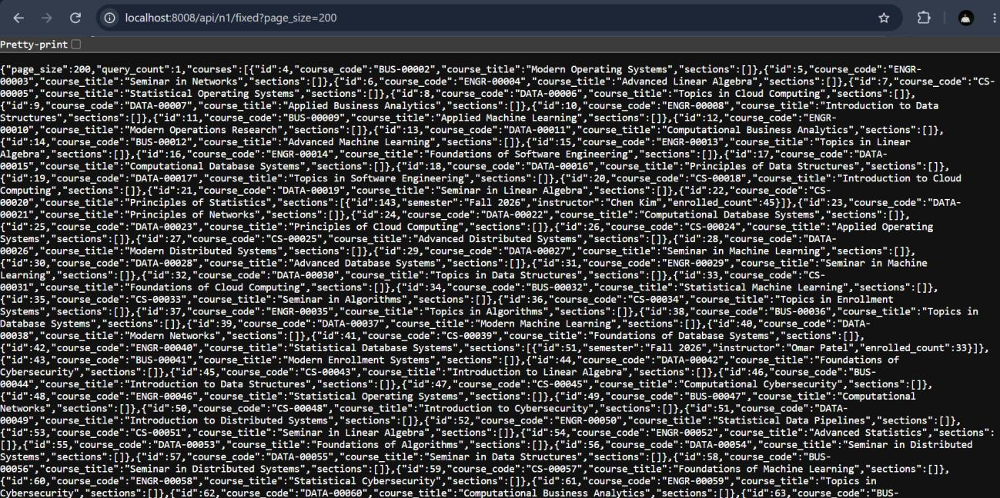 localhost:8008/api/n1/fixed?page_size=200
Pretty-print
{"page_size":200,"query_count":1,"courses":[{"id":4,"course_code":"BUS-00002","course_title":"Modern Operating Systems","sections":[]},{"id":5,"course_code":"ENGR-
00003","course_title":"Seminar in Networks","sections":[]},{"id":6,"course_code":"ENGR-00004","course_title":"Advanced Linear Algebra","sections":[]},{"id":7,"course_code":"CS-
00005","course_title":"Statistical Operating Systems","sections":[]},{"id":8,"course_code":"DATA-00006","course_title":"Topics in Cloud Computing","sections":[]},
{"id":9,"course_code":"DATA-00007","course_title":"Applied Business Analytics","sections":[]},{"id":10,"course_code":"ENGR-00008","course_title":"Introduction to Data
Structures","sections":[]},{"id":11,"course_code":"BUS-00009","course_title":"Applied Machine Learning","sections":[]},{"id":12,"course_code":"ENGR-
00010","course_title":"Modern Operations Research","sections":[]},{"id":13,"course_code":"DATA-00011","course_title":"Computational Business Analytics","sections":[]},
{"id":14,"course_code":"BUS-00012","course_title":"Advanced Machine Learning","sections":[]},{"id":15,"course_code":"ENGR-00013","course_title":"Topics in Linear
Algebra","sections":[]},{"id":16,"course_code":"ENGR-00014","course_title":"Foundations of Software Engineering","sections":[]},{"id":17,"course_code":"DATA-
00015","course_title":"Computational Database Systems","sections":[]},{"id":18,"course_code":"DATA-00016","course_title":"Principles of Data Structures","sections":[]},
{"id":19,"course_code":"DATA-00017","course_title":"Topics in Software Engineering","sections":[]},{"id":20,"course_code":"CS-00018","course_title":"Introduction to Cloud
Computing","sections":[]},{"id":21,"course_code":"DATA-00019","course_title":"Seminar in Linear Algebra","sections":[]},{"id":22,"course_code":"CS-
00020","course_title":"Principles of Statistics","sections":[{"id":143,"semester":"Fall 2026","instructor":"Chen Kim","enrolled_count":45}]},{"id":23,"course_code":"DATA-
00021","course_title":"Principles of Networks","sections":[]},{"id":24,"course_code":"DATA-00022","course_title":"Computational Database Systems","sections":[]},
{"id":25,"course_code":"DATA-00023","course_title":"Principles of Cloud Computing","sections":[]},{"id":26,"course_code":"CS-00024","course_title":"Applied Operating
Systems","sections":[]},{"id":27,"course_code":"CS-00025","course_title":"Advanced Distributed Systems","sections":[]},{"id":28,"course_code":"DATA-
00026","course_title":"Modern Distributed Systems","sections":[]},{"id":29,"course_code":"DATA-00027","course_title":"Seminar in Machine Learning","sections":[]},
{"id":30,"course_code":"DATA-00028","course_title":"Advanced Database Systems","sections":[]},{"id":31,"course_code":"ENGR-00029","course_title":"Seminar in Machine
Learning","sections":[]},{"id":32,"course_code":"DATA-00030","course_title":"Topics in Data Structures","sections":[]},{"id":33,"course_code":"CS-
00031","course_title":"Foundations of Cloud Computing","sections":[]},{"id":34,"course_code":"BUS-00032","course_title":"Statistical Machine Learning","sections":[]},
{"id":35,"course_code":"CS-00033","course_title":"Seminar in Algorithms","sections":[]},{"id":36,"course_code":"CS-00034","course_title":"Topics in Enrollment
Systems","sections":[]},{"id":37,"course_code":"ENGR-00035","course_title":"Topics in Algorithms","sections":[]},{"id":38,"course_code":"BUS-00036","course_title":"Topics in
Database Systems","sections":[]},{"id":39,"course_code":"DATA-00037","course_title":"Modern Machine Learning","sections":[]},{"id":40,"course_code":"DATA-
00038","course_title":"Modern Networks","sections":[]},{"id":41,"course_code":"CS-00039","course_title":"Foundations of Database Systems","sections":[]},
{"id":42,"course_code":"ENGR-00040","course_title":"Statistical Database Systems","sections":[{"id":51,"semester":"Fall 2026","instructor":"Omar Patel","enrolled_count":33}]},
{"id":43,"course_code":"BUS-00041","course_title":"Modern Enrollment Systems","sections":[]},{"id":44,"course_code":"DATA-00042","course_title":"Foundations of
Cybersecurity","sections":[]},{"id":45,"course_code":"CS-00043","course_title":"Introduction to Linear Algebra","sections":[]},{"id":46,"course_code":"BUS-
00044","course_title":"Introduction to Data Structures","sections":[]},{"id":47,"course_code":"CS-00045","course_title":"Computational Cybersecurity","sections":[]},
{"id":48,"course_code":"ENGR-00046","course_title":"Statistical Operating Systems","sections":[]},{"id":49,"course_code":"BUS-00047","course_title":"Computational
Networks","sections":[]},{"id":50,"course_code":"CS-00048","course_title":"Introduction to Cybersecurity","sections":[]},{"id":51,"course_code":"DATA-
00049","course_title":"Introduction to Distributed Systems","sections":[]},{"id":52,"course_code":"ENGR-00050","course_title":"Statistical Data Pipelines","sections":[]},
{"id":53,"course_code":"CS-00051","course_title":"Seminar in Linear Algebra","sections":[]},{"id":54,"course_code":"ENGR-00052","course_title":"Advanced Statistics","sections":
[]},{"id":55,"course_code":"DATA-00053","course_title":"Foundations of Algorithms","sections":[]},{"id":56,"course_code":"DATA-00054","course_title":"Seminar in Distributed
Systems","sections":[]},{"id":57,"course_code":"DATA-00055","course_title":"Seminar in Data Structures","sections":[]},{"id":58,"course_code":"BUS-
00056","course_title":"Seminar in Distributed Systems","sections":[]},{"id":59,"course_code":"CS-00057","course_title":"Foundations of Machine Learning","sections":[]},
{"id":60,"course_code":"ENGR-00058","course_title":"Statistical Cybersecurity","sections":[]},{"id":61,"course_code":"ENGR-00059","course_title":"Topics in
Cybersecurity","sections":[]},{"id":62,"course_code":"DATA-00060","course_title":"Computational Business Analytics","sections":[]},{"id":63,"course_code":"BUS-